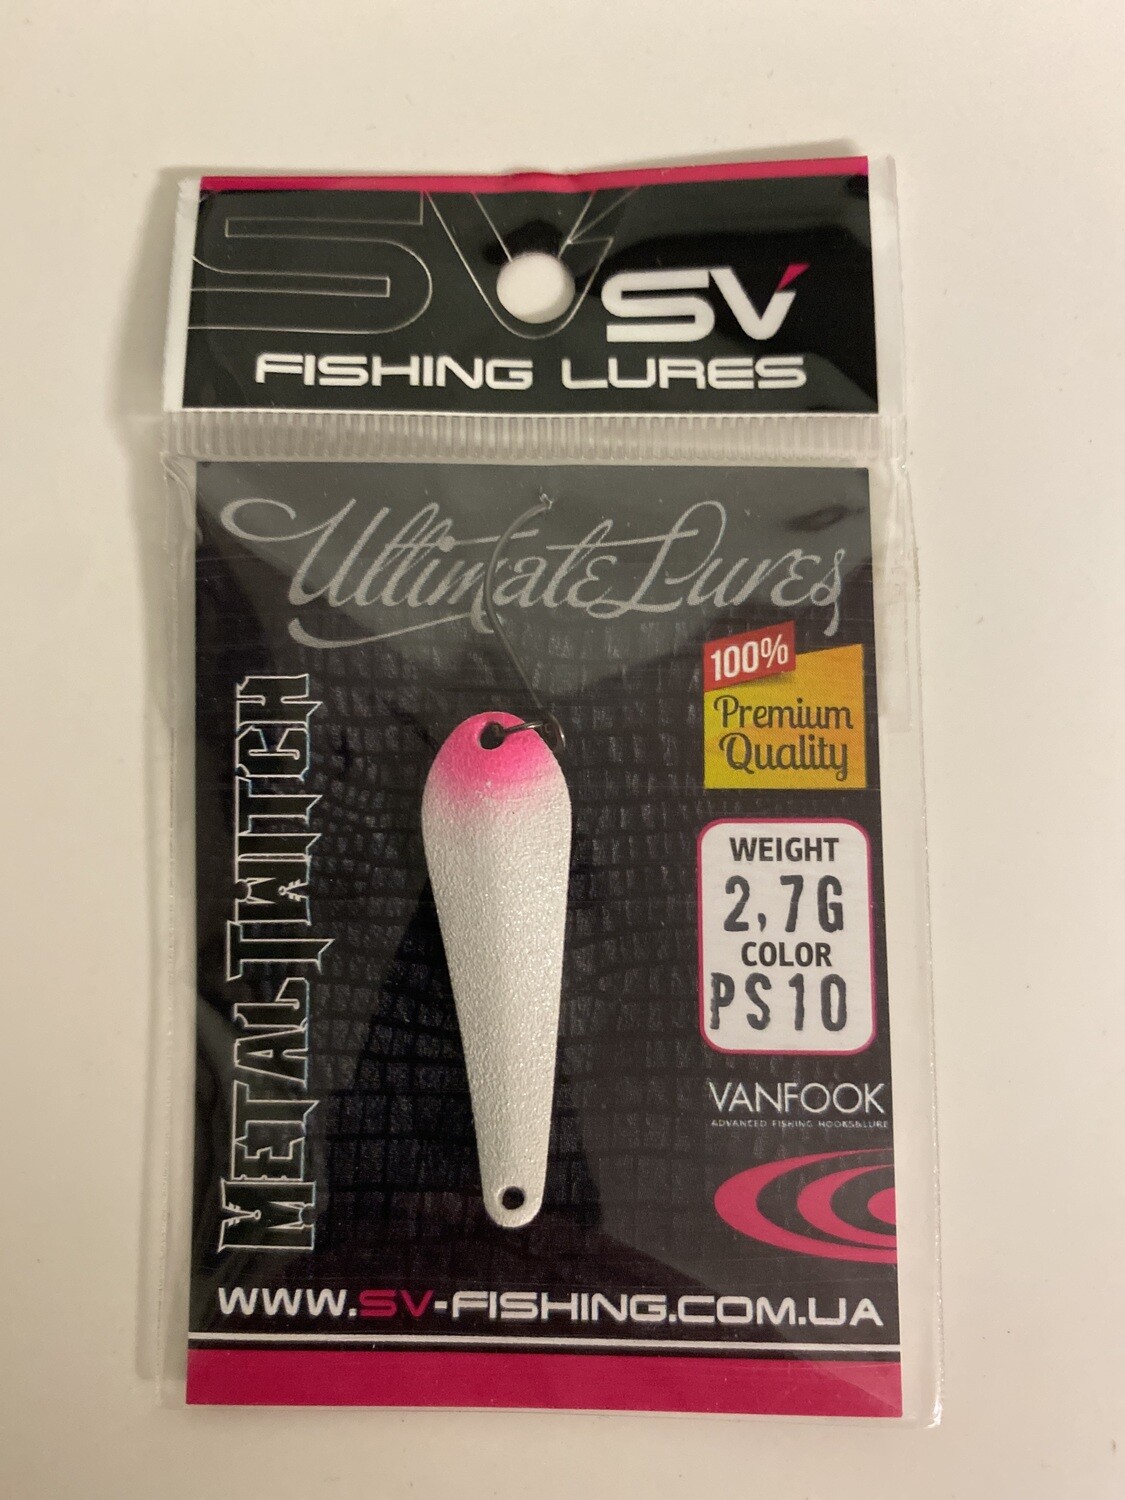 SV
SV
FISHING LURES
Ultimate Lures
100%
Premium
Quality
METAL TWITCH
WEIGHT
2,7G
COLOR
PS10
VANFOOK
ADVANCED FISHING HOOKS&LURE
WWW.SV-FISHING.COM.UA